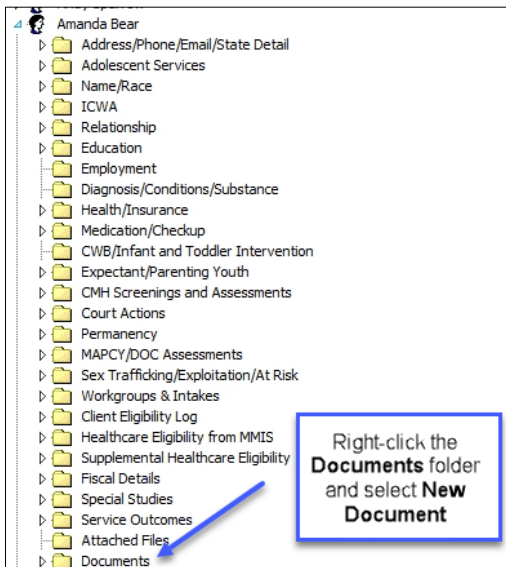 Amanda Bear
Address/Phone/Email/State Detail
Adolescent Services
Name/Race
ICWA
Relationship
Education
Employment
Diagnosis/Conditions/Substance
Health/Insurance
Medication/Checkup
CWB/Infant and Toddler Intervention
Expectant/Parenting Youth
CMH Screenings and Assessments
Court Actions
Permanency
MAPCY/DOC Assessments
Sex Trafficking/Exploitation/At Risk
Workgroups & Intakes
Client Eligibility Log
Healthcare Eligibility from MMIS
Supplemental Healthcare Eligibility
Fiscal Details
Special Studies
Service Outcomes
Attached Files
Documents
Right-click the
Documents folder
and select New
Document